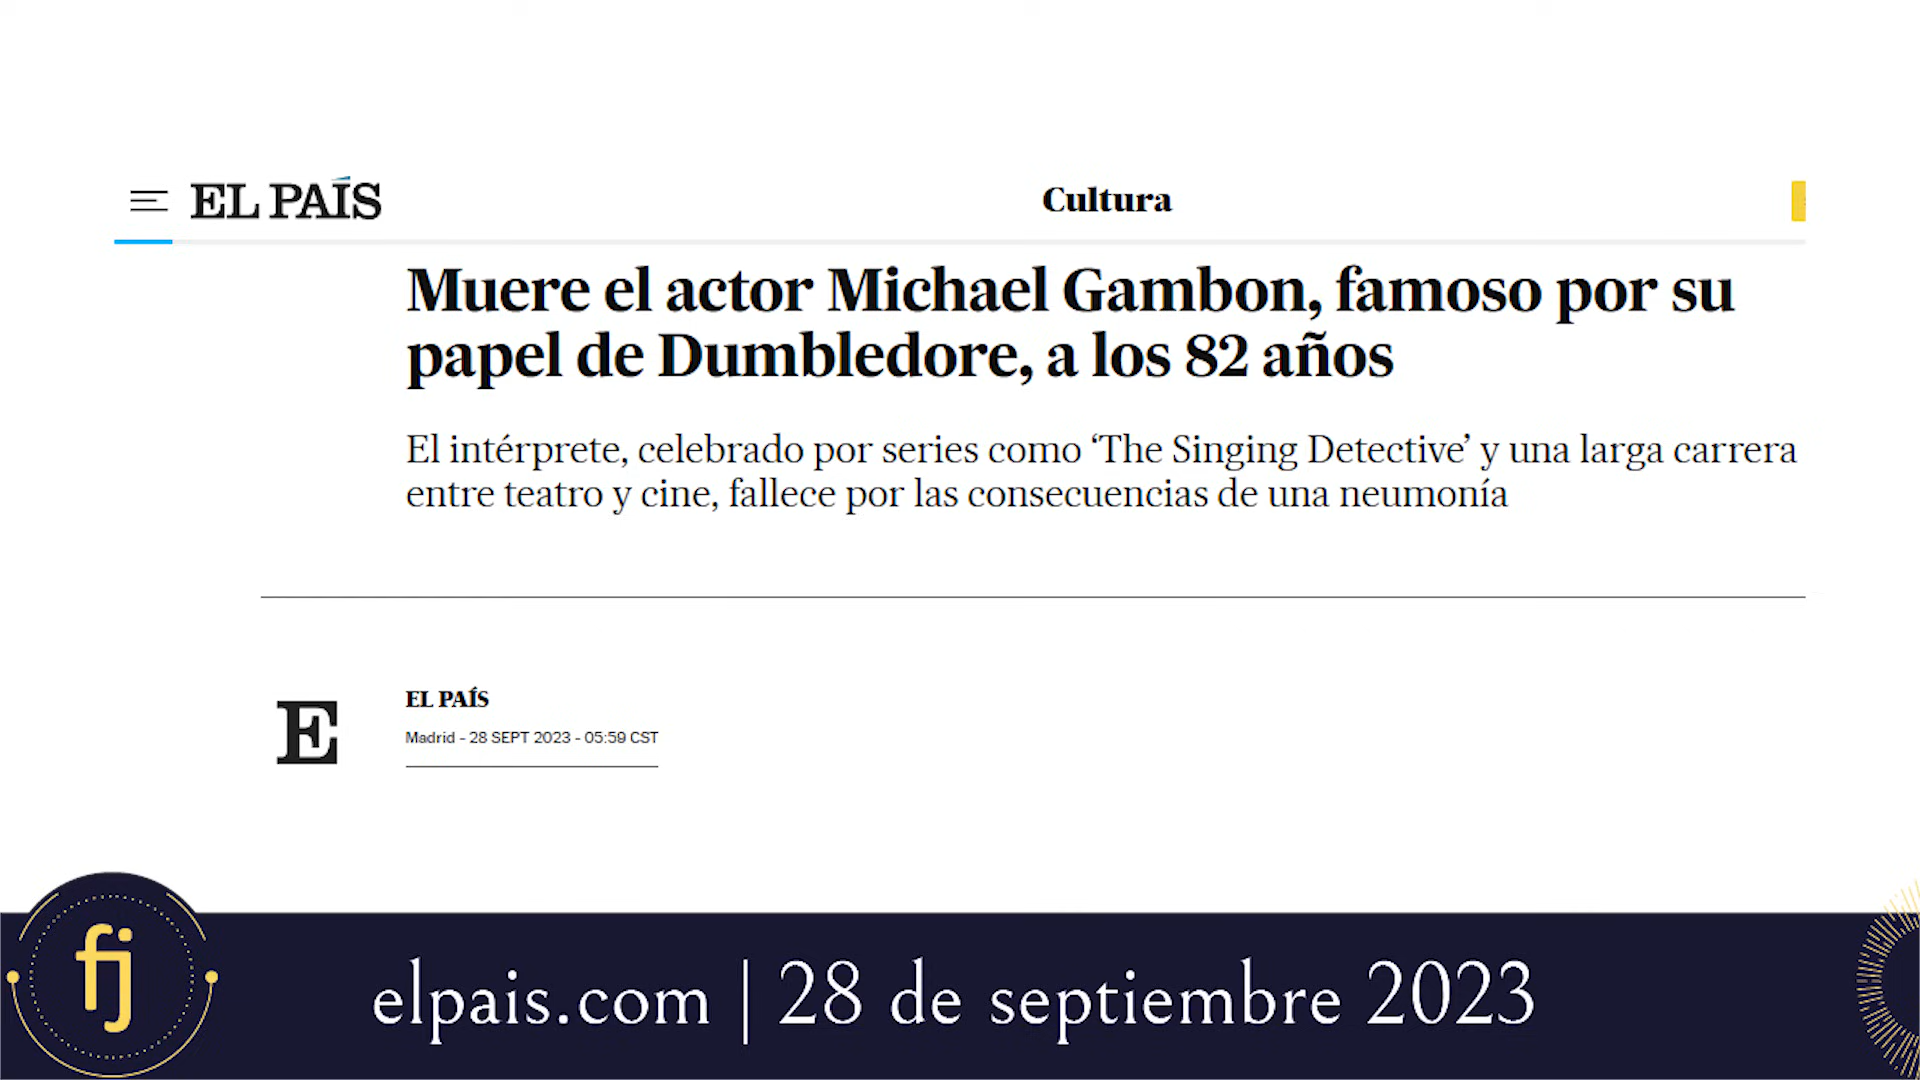 EL PAÍS
Cultura
Muere el actor Michael Gambon, famoso por su
papel de Dumbledore, a los 82 años
El intérprete, celebrado por series como ‘The Singing Detective’ y una larga carrera
entre teatro y cine, fallece por las consecuencias de una neumonía
E
EL PAÍS
Madrid - 28 SEPT 2023 - 05:59 CST
fj
elpais.com | 28 de septiembre 2023